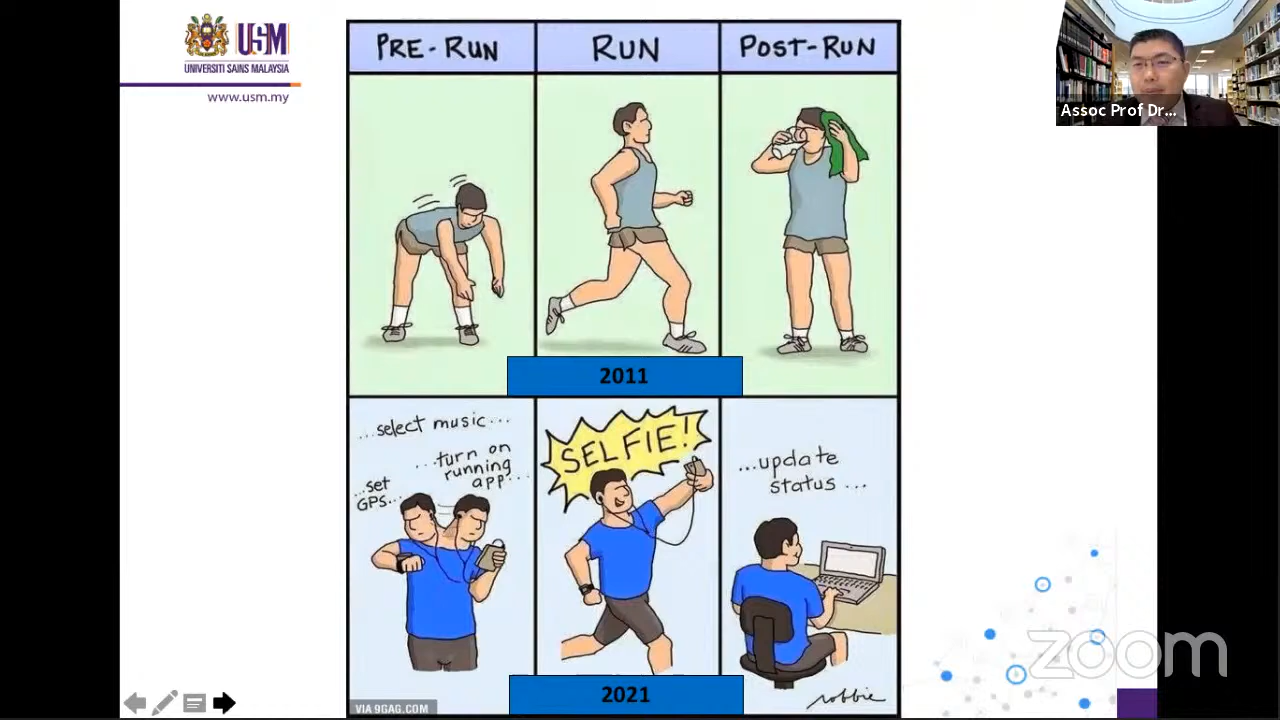 USM
UNIVERSITI SAINS MALAYSIA
www.usm.my
PRE-RUN
RUN
POST-RUN
Assoc Prof Dr...
2011
...select music...
...turn on
running
app...
...set
GPS...
SELFIE!
...update
status...
2021
robbie
VIA 9GAG.COM
zoom